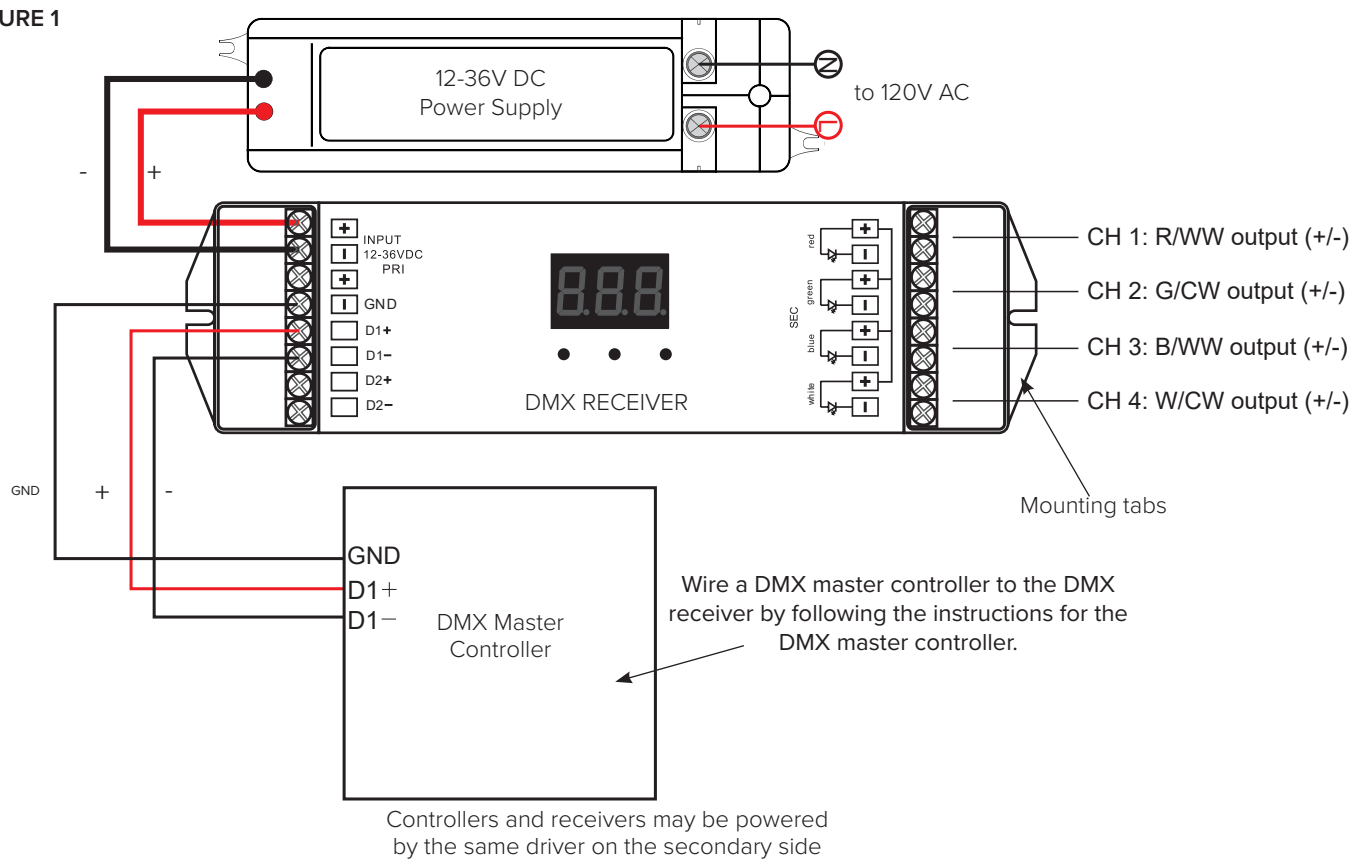 URE 1
12-36V DC
Power Supply
N
to 120V AC
L
- +
+
INPUT
-
12-36VDC
PRI
+
- GND
D1+
D1-
D2+
D2-
8.8.8.
DMX RECEIVER
SEC
red
+
-
green
+
-
blue
+
-
white
+
-
CH 1: R/WW output (+/-)
CH 2: G/CW output (+/-)
CH 3: B/WW output (+/-)
CH 4: W/CW output (+/-)
Mounting tabs
GND + -
GND
D1+
D1-
DMX Master
Controller
Wire a DMX master controller to the DMX
receiver by following the instructions for the
DMX master controller.
Controllers and receivers may be powered
by the same driver on the secondary side